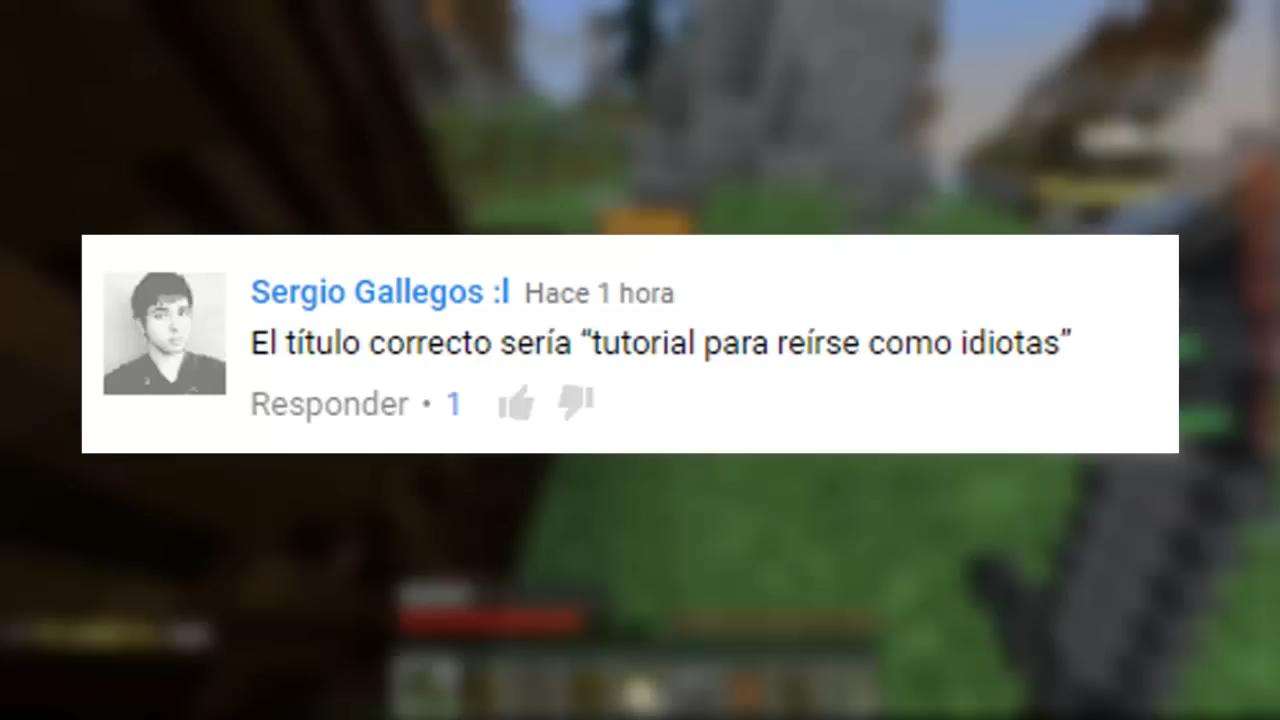 Sergio Gallegos :l Hace 1 hora
El título correcto sería “tutorial para reírse como idiotas”
Responder • 1